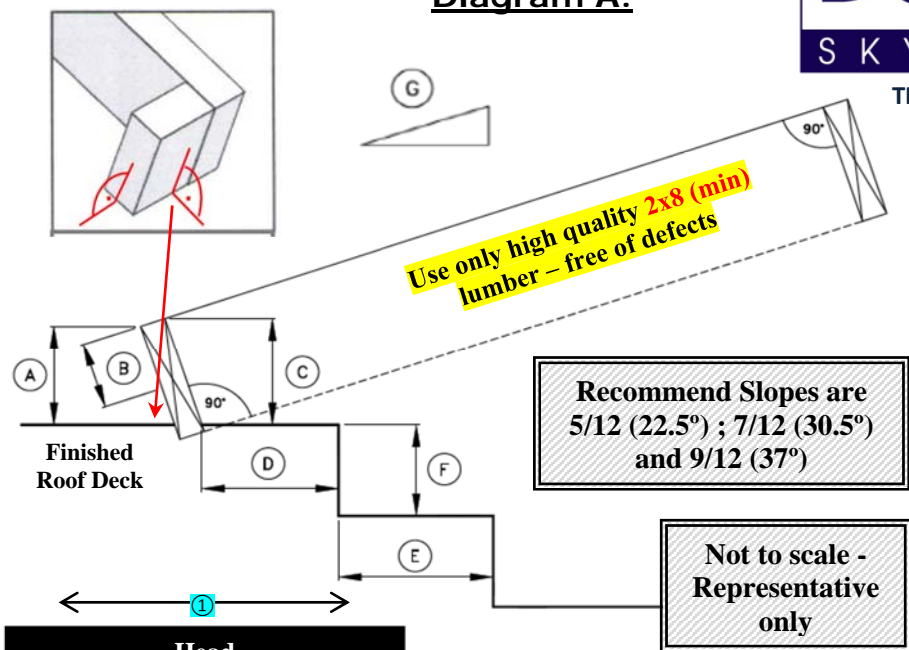 Diagram A:
S K Y
G
90°
Use only high quality 2x8 (min)
lumber – free of defects
A
B
C
90°
Finished
Roof Deck
D
F
E
Recommend Slopes are
5/12 (22.5º) ; 7/12 (30.5º)
and 9/12 (37º)
Not to scale -
Representative
only
①
Head